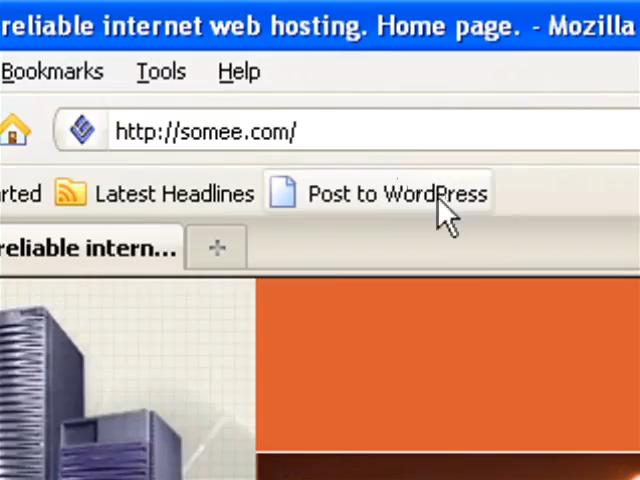 reliable internet web hosting. Home page. - Mozilla
Bookmarks Tools Help
http://somee.com/
arted Latest Headlines Post to WordPress
reliable intern... +